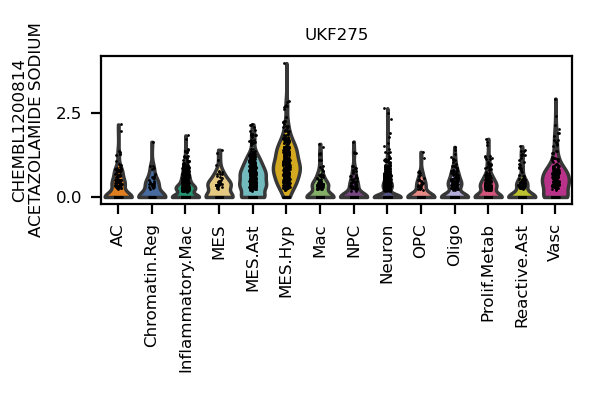 UKF275
CHEMBL1200814
ACETAZOLAMIDE SODIUM
2.5
0.0
AC
Chromatin.Reg
Inflammatory.Mac
MES
MES.Ast
MES.Hyp
Mac
NPC
Neuron
OPC
Oligo
Prolif.Metab
Reactive.Ast
Vasc